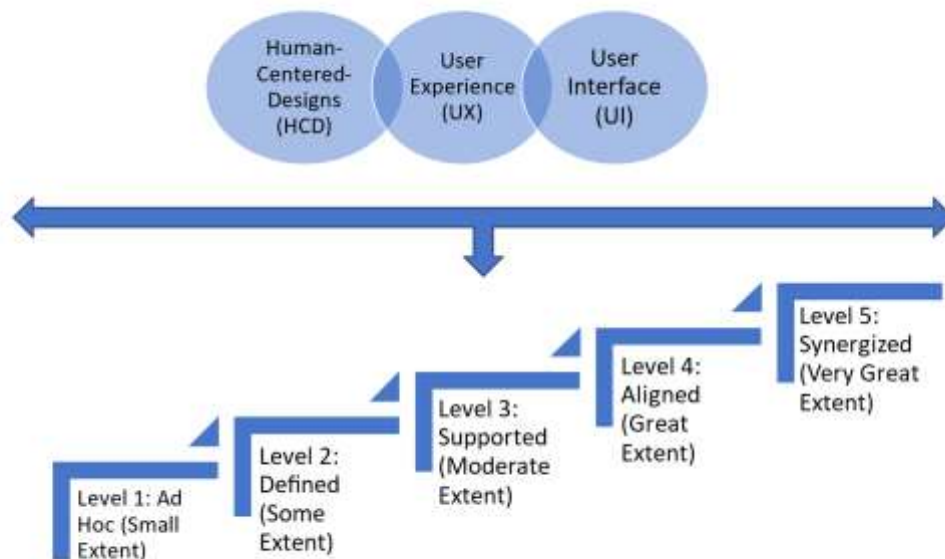 Human-
Centered-
Designs
(HCD)
User
Experience
(UX)
User
Interface
(UI)
Level 1: Ad
Hoc (Small
Extent)
Level 2:
Defined
(Some
Extent)
Level 3:
Supported
(Moderate
Extent)
Level 4:
Aligned
(Great
Extent)
Level 5:
Synergized
(Very Great
Extent)